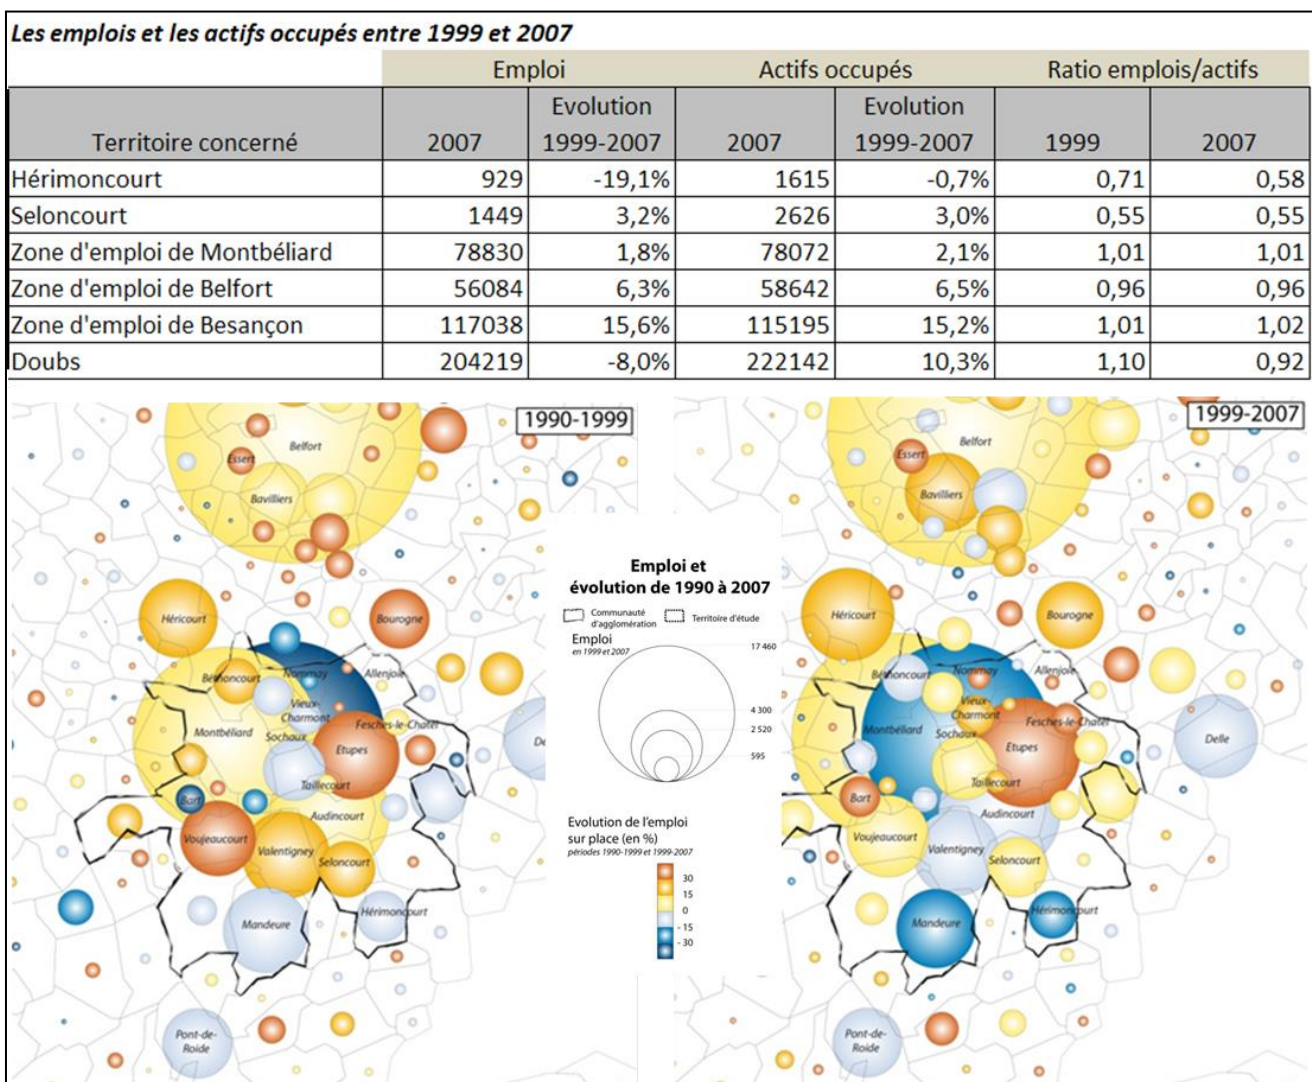 Les emplois et les actifs occupés entre 1999 et 2007
Emploi Actifs occupés Ratio emplois/actifs
Territoire concerné 2007 Evolution 1999-2007 2007 Evolution 1999-2007 1999 2007
Hérimoncourt 929 -19,1% 1615 -0,7% 0,71 0,58
Seloncourt 1449 3,2% 2626 3,0% 0,55 0,55
Zone d'emploi de Montbéliard 78830 1,8% 78072 2,1% 1,01 1,01
Zone d'emploi de Belfort 56084 6,3% 58642 6,5% 0,96 0,96
Zone d'emploi de Besançon 117038 15,6% 115195 15,2% 1,01 1,02
Doubs 204219 -8,0% 222142 10,3% 1,10 0,92
1990-1999
Belfort
Essert
Bavilliers
Héricourt
Bourogne
Nommay
Allenjoie
Béthoncourt
Vieux-
Charmont
Fesches-le-Chatel
Montbéliard
Sochaux
Etupes
De
Taillecourt
Bart
Audincourt
Voujeaucourt
Valentigney
Seloncourt
Hérimoncourt
Mandeure
Pont-de-
Roide
Emploi et
évolution de 1990 à 2007
Communauté
d'agglomération
Territoire d'étude
Emploi
en 1999 et 2007
17 460
4 300
2 520
595
Evolution de l'emploi
sur place (en %)
périodes 1990-1999 et 1999-2007
30
15
0
- 15
- 30
1999-2007
Belfort
Essert
Bavilliers
Héricourt
Bourogne
Nommay
Allenjoie
Béthoncourt
Vieux-
Charmont
Fesches-le-Chatel
Montbéliard
Sochaux
Etupes
Delle
Taillecourt
Bart
Audincourt
Voujeaucourt
Valentigney
Seloncourt
Hérimoncourt
Mandeure
Pont-de-
Roide